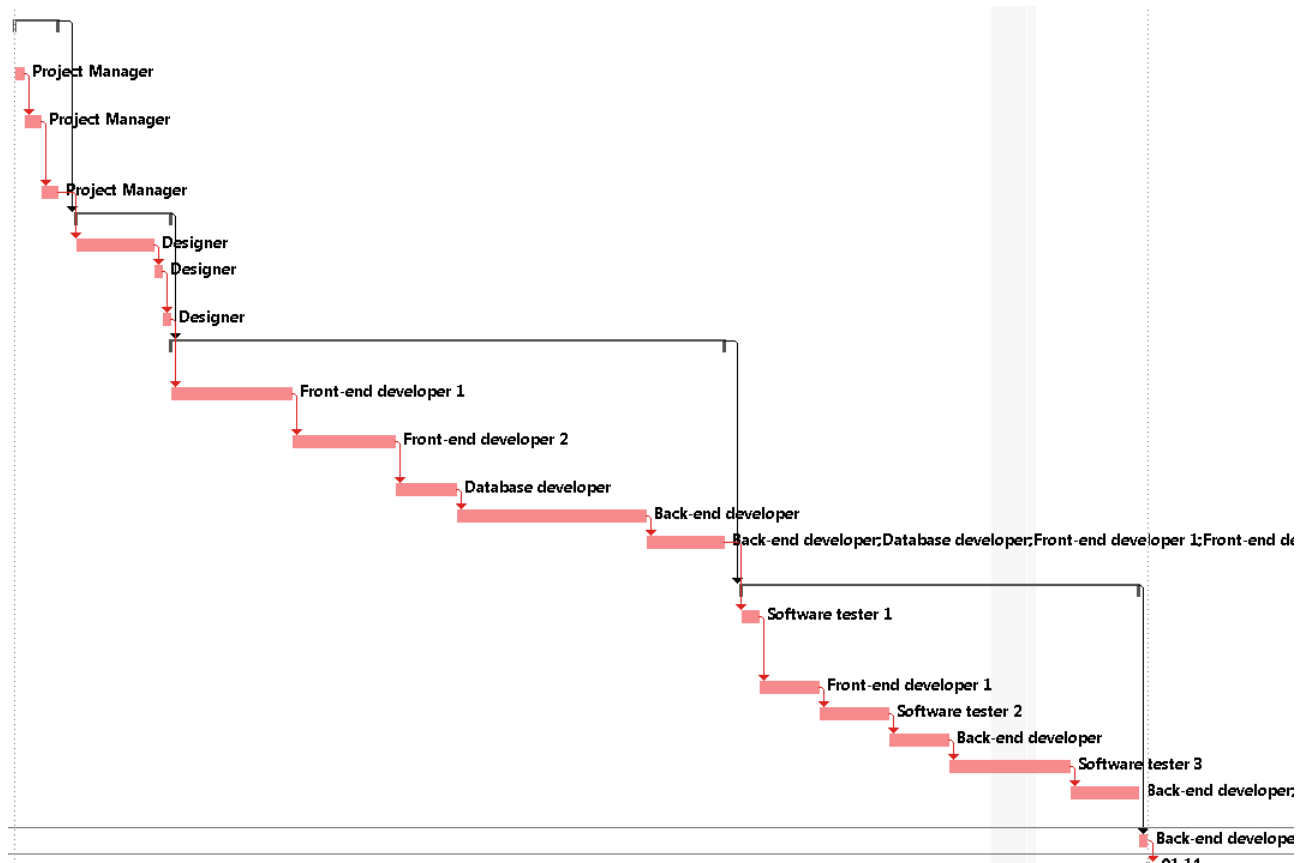 Project Manager
Project Manager
Project Manager
Designer
Designer
Designer
Front-end developer 1
Front-end developer 2
Database developer
Back-end developer
Back-end developer;Database developer;Front-end developer 1;Front-end de
Software tester 1
Front-end developer 1
Software tester 2
Back-end developer
Software tester 3
Back-end developer;
Back-end develope